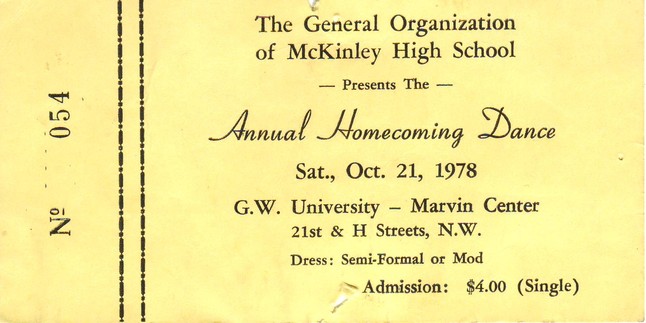 Nº 054
The General Organization
of McKinley High School
— Presents The —
Annual Homecoming Dance
Sat., Oct. 21, 1978
G.W. University – Marvin Center
21st & H Streets, N.W.
Dress: Semi-Formal or Mod
Admission: $4.00 (Single)